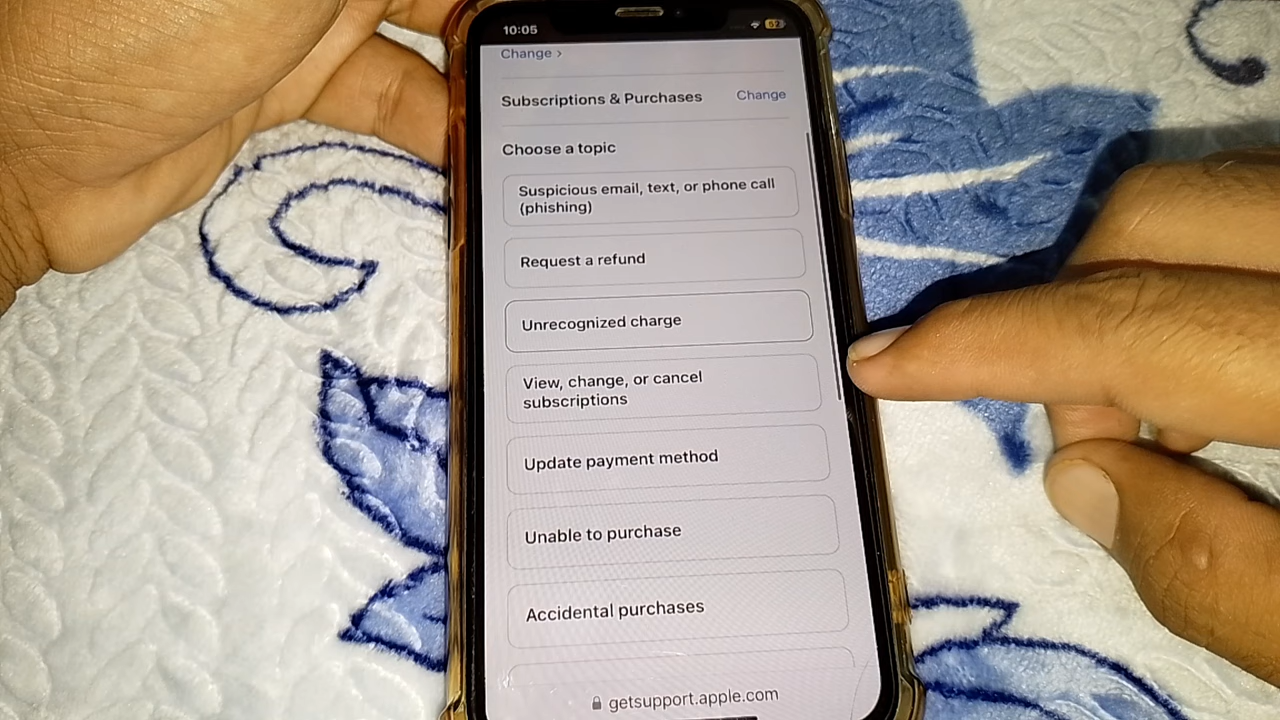 10:05
52
Change >
Subscriptions & Purchases Change
Choose a topic
Suspicious email, text, or phone call
(phishing)
Request a refund
Unrecognized charge
View, change, or cancel
subscriptions
Update payment method
Unable to purchase
Accidental purchases
getsupport.apple.com